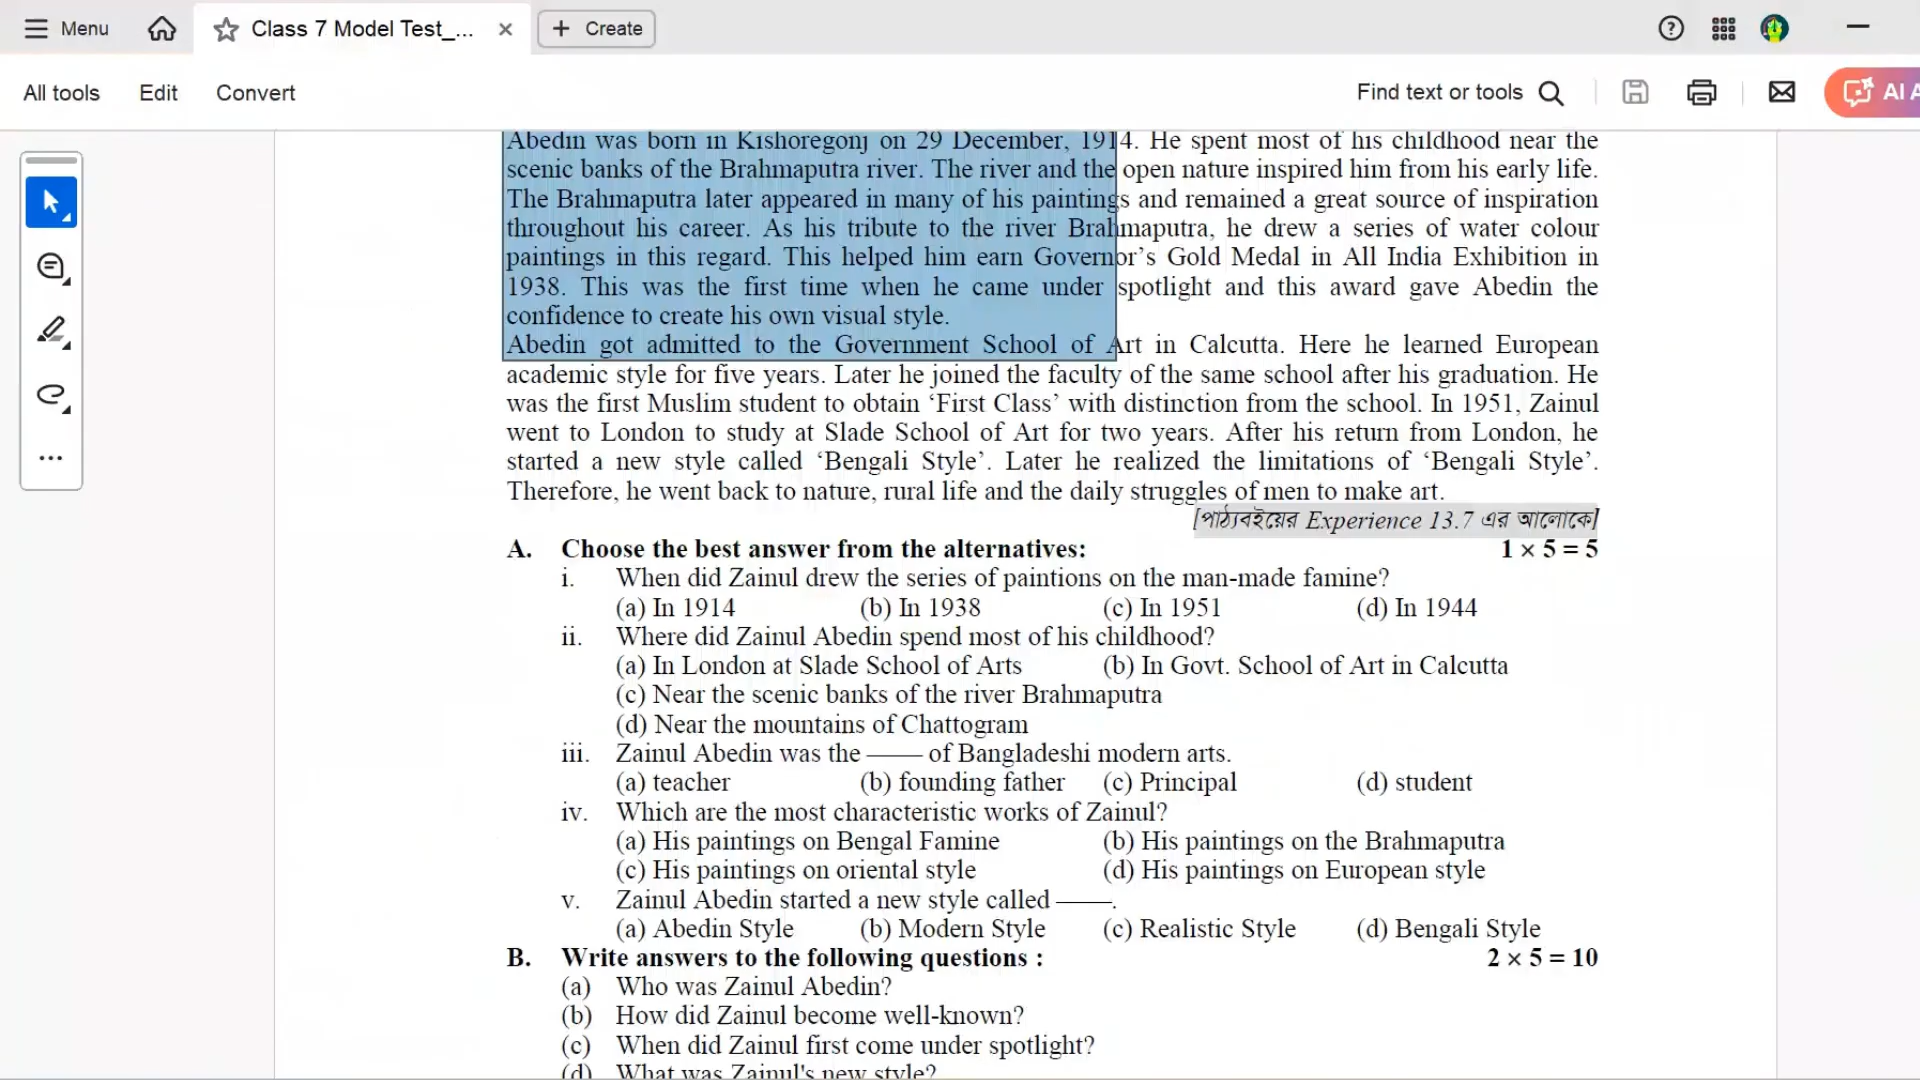 Menu
Class 7 Model Test_...
Create
All tools
Edit
Convert
Find text or tools
AI A
Abedin was born in Kishoregonj on 29 December, 1914. He spent most of his childhood near the
scenic banks of the Brahmaputra river. The river and the open nature inspired him from his early life.
The Brahmaputra later appeared in many of his paintings and remained a great source of inspiration
throughout his career. As his tribute to the river Brahmaputra, he drew a series of water colour
paintings in this regard. This helped him earn Governor’s Gold Medal in All India Exhibition in
1938. This was the first time when he came under spotlight and this award gave Abedin the
confidence to create his own visual style.
Abedin got admitted to the Government School of Art in Calcutta. Here he learned European
academic style for five years. Later he joined the faculty of the same school after his graduation. He
was the first Muslim student to obtain ‘First Class’ with distinction from the school. In 1951, Zainul
went to London to study at Slade School of Art for two years. After his return from London, he
started a new style called ‘Bengali Style’. Later he realized the limitations of ‘Bengali Style’.
Therefore, he went back to nature, rural life and the daily struggles of men to make art.
[পাঠ্যবইয়ের Experience 13.7 এর আলোকে]
A. Choose the best answer from the alternatives: 1 × 5 = 5
i. When did Zainul drew the series of paintions on the man-made famine?
(a) In 1914 (b) In 1938 (c) In 1951 (d) In 1944
ii. Where did Zainul Abedin spend most of his childhood?
(a) In London at Slade School of Arts (b) In Govt. School of Art in Calcutta
(c) Near the scenic banks of the river Brahmaputra
(d) Near the mountains of Chattogram
iii. Zainul Abedin was the —— of Bangladeshi modern arts.
(a) teacher (b) founding father (c) Principal (d) student
iv. Which are the most characteristic works of Zainul?
(a) His paintings on Bengal Famine (b) His paintings on the Brahmaputra
(c) His paintings on oriental style (d) His paintings on European style
v. Zainul Abedin started a new style called ——.
(a) Abedin Style (b) Modern Style (c) Realistic Style (d) Bengali Style
B. Write answers to the following questions : 2 × 5 = 10
(a) Who was Zainul Abedin?
(b) How did Zainul become well-known?
(c) When did Zainul first come under spotlight?
(d) What was Zainul's new style?